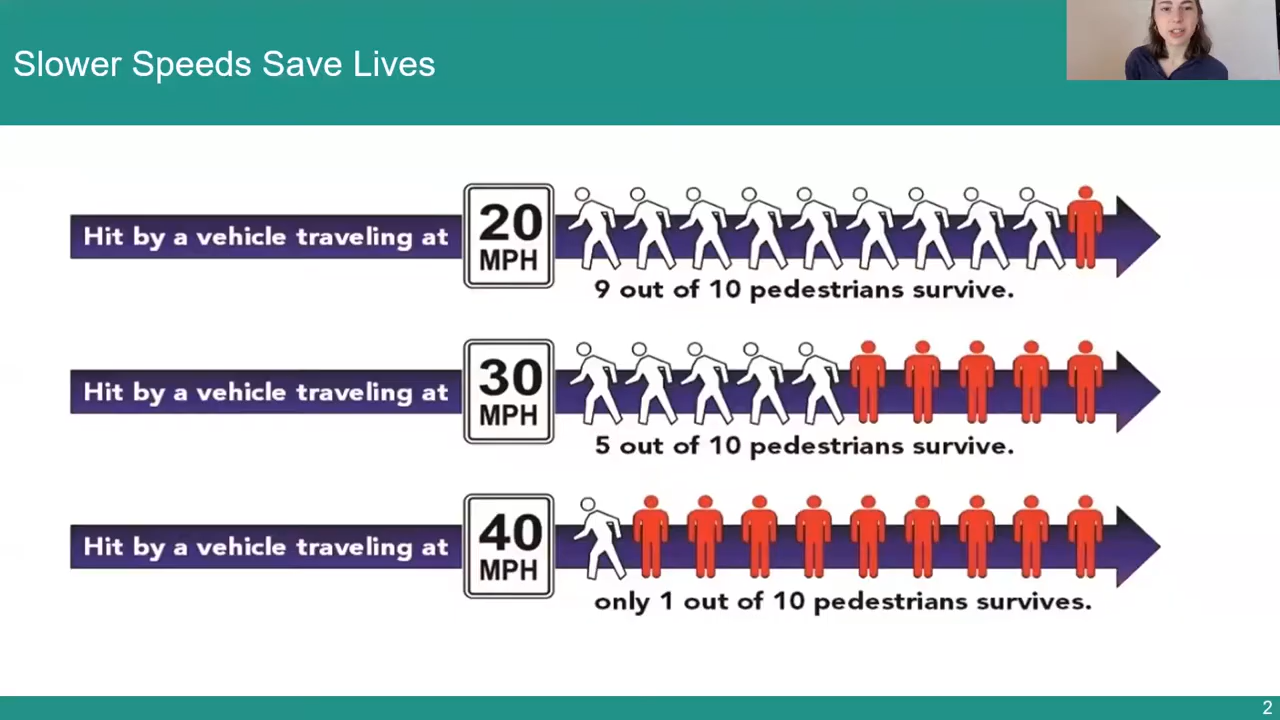 Slower Speeds Save Lives
Hit by a vehicle traveling at
20
MPH
9 out of 10 pedestrians survive.
Hit by a vehicle traveling at
30
MPH
5 out of 10 pedestrians survive.
Hit by a vehicle traveling at
40
MPH
only 1 out of 10 pedestrians survives.
2